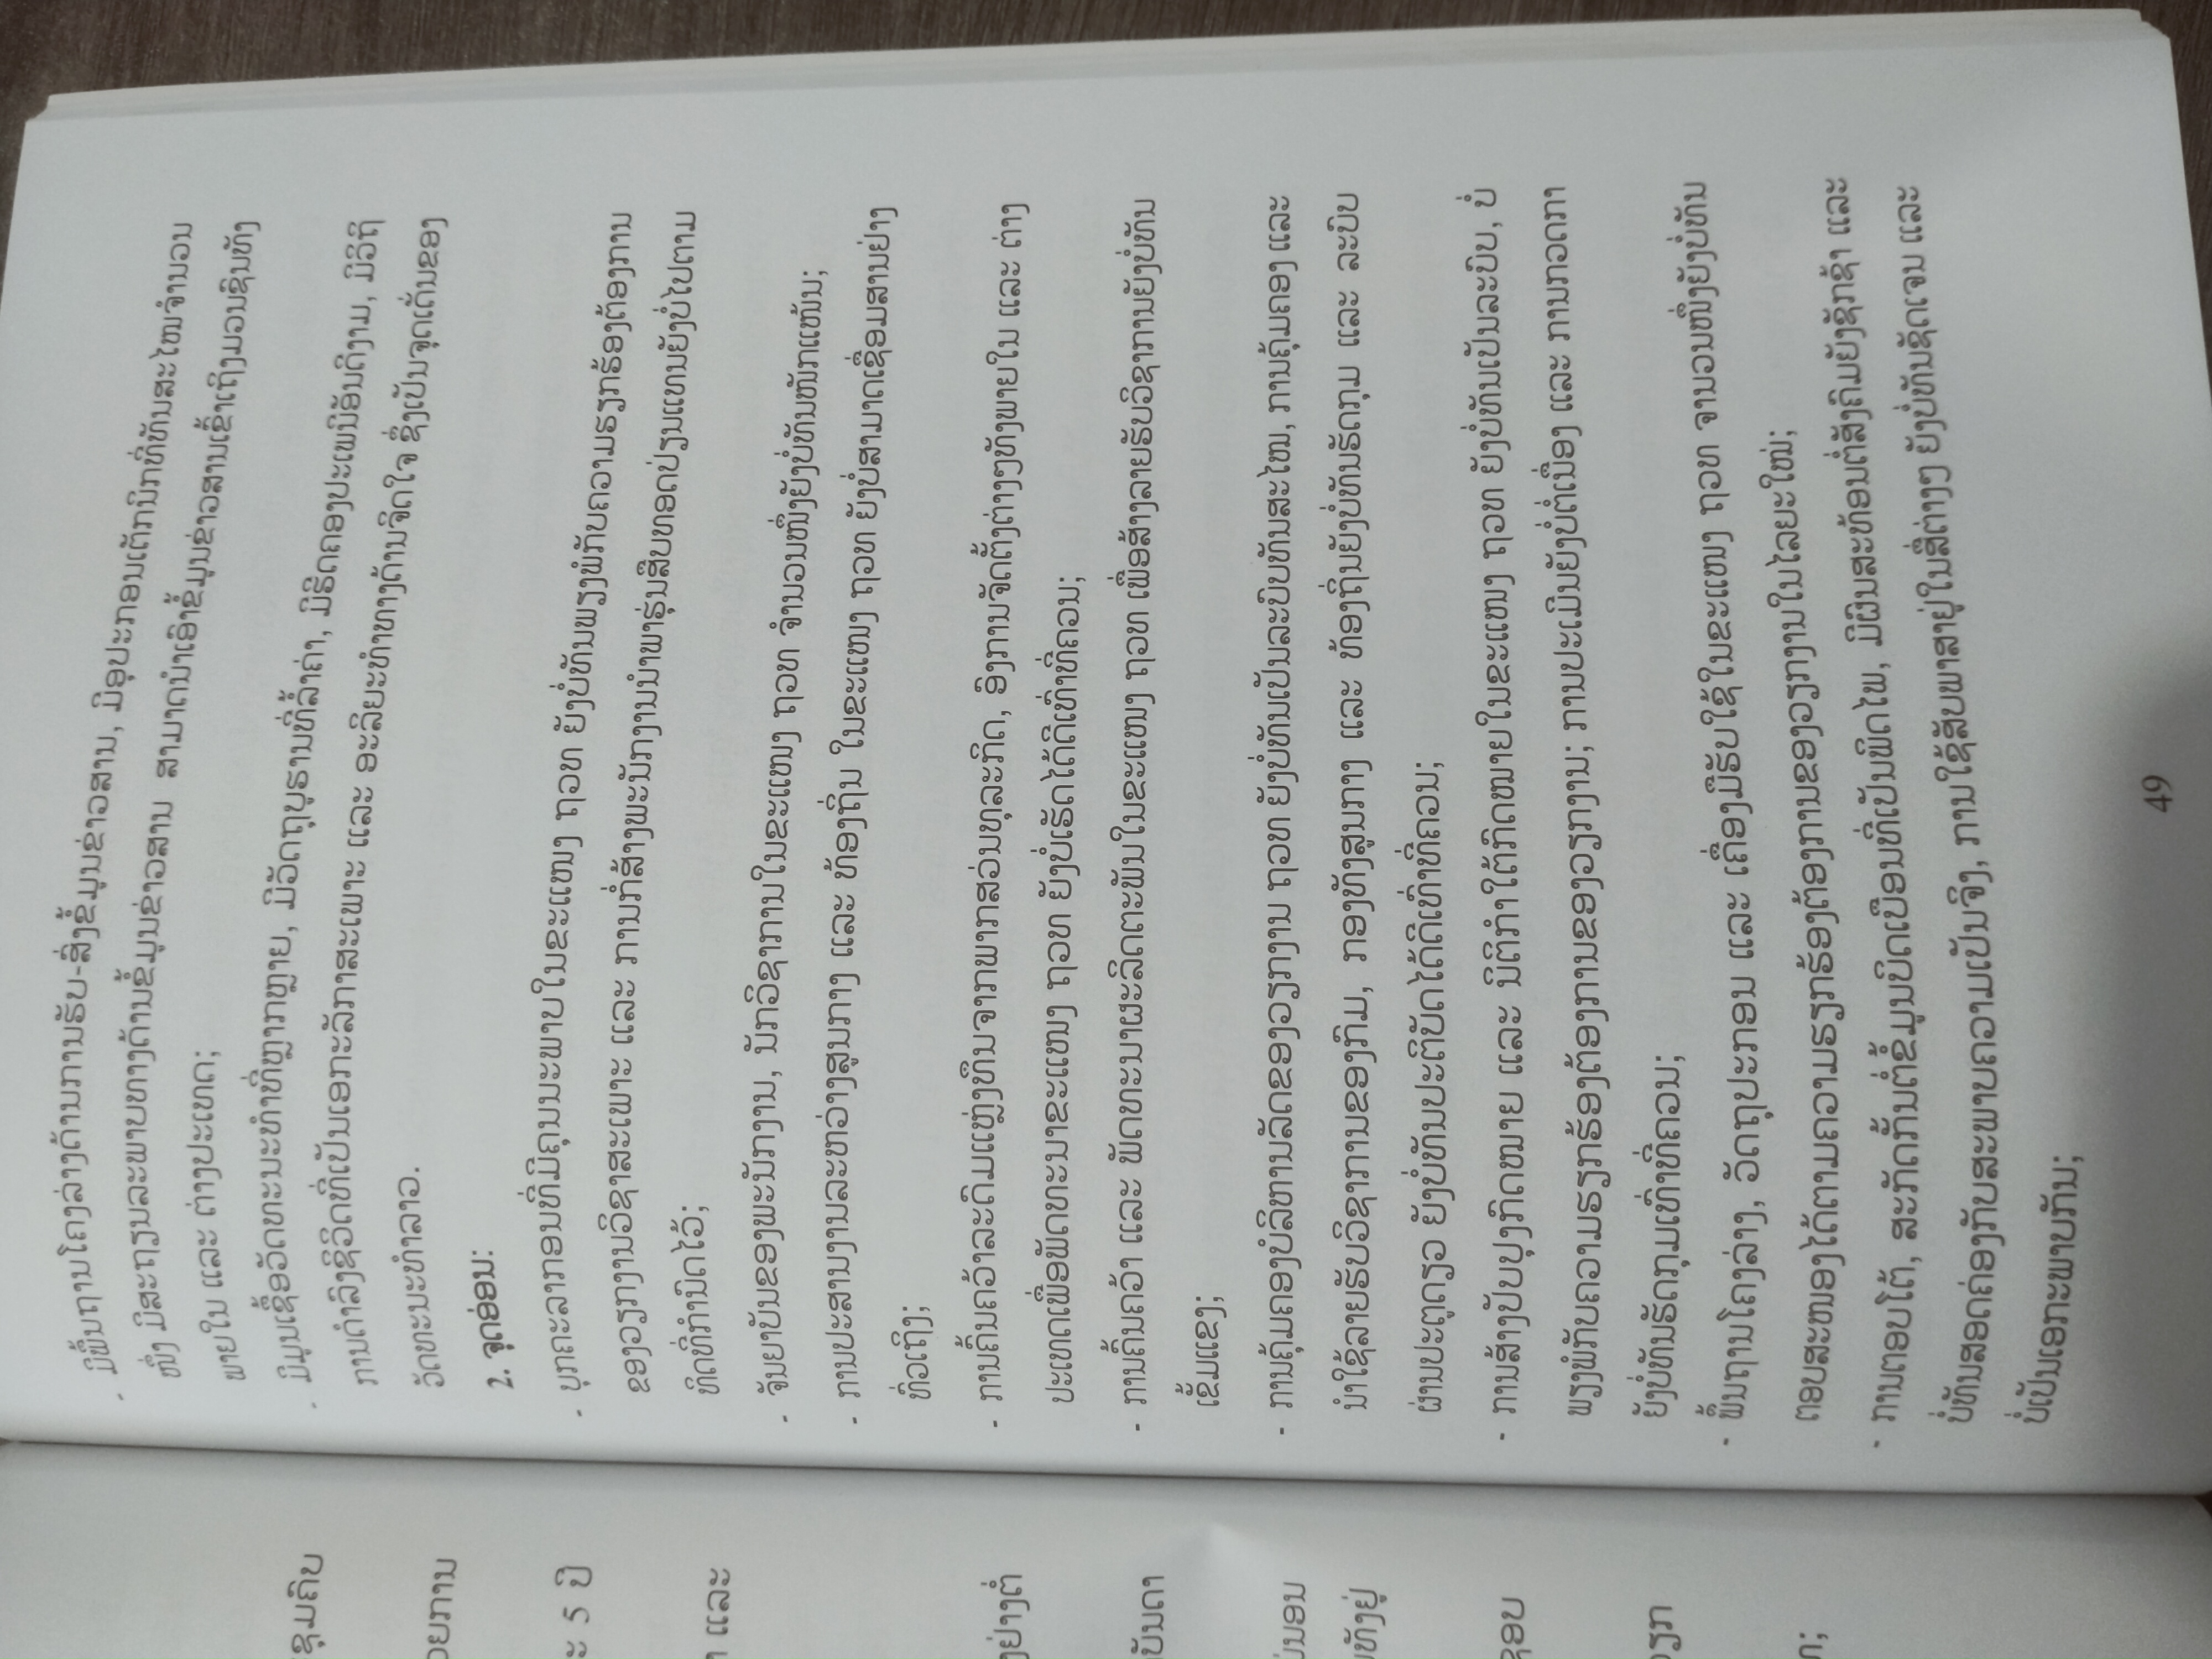 - ມີພື້ນຖານໂຄງລ່າງດ້ານການຮັບ-ສົ່ງຂໍ້ມູນຂ່າວສານ, ມີອຸປະກອນເຕັກນິກທີ່ທັນສະໄໝຈໍານວນ
ໜຶ່ງ ມີສະຖຽນລະພາບທາງດ້ານຂໍ້ມູນຂ່າວສານ ສາມາດນໍາເອົາຂໍ້ມູນຂ່າວສານເຂົ້າເຖິງມວນຊົນທັງ
ພາຍໃນ ແລະ ຕ່າງປະເທດ;
- ມີມູນເຊື້ອວັດທະນະທໍາທີ່ຫຼາກຫຼາຍ, ມີວັດຖຸບູຮານທີ່ລໍ້າຄ່າ, ມີຮີດຄອງປະເພນີອັນດີງາມ, ມີວິຖີ
ການດໍາລົງຊີວິດທີ່ເປັນເອກະລັກສະເພາະ ແລະ ອະລິຍະທໍາທາງດ້ານຈິດໃຈ ຊຶ່ງເປັນຈຸດເດັ່ນຂອງ
ວັດທະນະທໍາລາວ.
2. ຈຸດອ່ອນ:
- ບຸກຄະລາກອນທີ່ມີຄຸນນະພາບໃນຂະແໜງ ຖວທ ຍັງບໍ່ທັນພຽງພໍກັບຄວາມຮຽກຮ້ອງຕ້ອງການ
ຂອງວຽກງານວິຊາສະເພາະ ແລະ ການກໍ່ສ້າງພະນັກງານນໍາພາຮຸ່ນສືບທອດປ່ຽນແທນຍັງບໍ່ໄປຕາມ
ທິດທີ່ກໍານົດໄວ້;
- ຈັນຍາບັນຂອງພະນັກງານ, ນັກວິຊາການໃນຂະແໜງ ຖວທ ຈໍານວນໜຶ່ງຍັງບໍ່ທັນໜັກແໜ້ນ;
- ການປະສານງານລະຫວ່າງສູນກາງ ແລະ ທ້ອງຖິ່ນ ໃນຂະແໜງ ຖວທ ຍັງບໍ່ສາມາດເຊື່ອມສານຢ່າງ
ທົ່ວເຖິງ;
- ການຄົ້ນຄວ້າລະດົມແຫຼ່ງທຶນຈາກພາກສ່ວນທຸລະກິດ, ອົງການຈັດຕັ້ງຕ່າງໆທັງພາຍໃນ ແລະ ຕ່າງ
ປະເທດເພື່ອພັດທະນາຂະແໜງ ຖວທ ຍັງບໍ່ເຮັດໄດ້ດີເທົ່າທີ່ຄວນ;
- ການຄົ້ນຄວ້າ ແລະ ພັດທະນາຜະລິດຕະພັນໃນຂະແໜງ ຖວທ ເພື່ອສ້າງລາຍຮັບວິຊາການຍັງບໍ່ທັນ
ເຂັ້ມແຂງ;
- ການຄຸ້ມຄອງບໍລິຫານລັດຂອງວຽກງານ ຖວທ ຍັງບໍ່ທັນເປັນລະບົບທັນສະໄໝ, ການຄຸ້ມຄອງ ແລະ
ນໍາໃຊ້ລາຍຮັບວິຊາການຂອງກົມ, ກອງທັງສູນກາງ ແລະ ທ້ອງຖິ່ນຍັງບໍ່ທັນຮັດກຸມ ແລະ ລະບົບ
ຜ່ານປະຕູດຽວ ຍັງບໍ່ທັນປະຕິບັດໄດ້ດີເທົ່າທີ່ຄວນ;
- ການສ້າງປັບປຸງກົດໝາຍ ແລະ ນິຕິກໍາໃຕ້ກົດໝາຍໃນຂະແໜງ ຖວທ ຍັງບໍ່ທັນເປັນລະບົບ, ບໍ່
ພຽງພໍກັບຄວາມຮຽກຮ້ອງຕ້ອງການຂອງວຽກງານ; ການປະເມີນຍັງບໍ່ຕໍ່ເນື່ອງ ແລະ ການກວດກາ
ຍັງບໍ່ທັນຮັດກຸມເທົ່າທີ່ຄວນ;
- ພື້ນຖານໂຄງລ່າງ, ວັດຖຸປະກອນ ແລະ ເຄື່ອງມືຮັບໃຊ້ໃນຂະແໜງ ຖວທ ຈານວນໜຶ່ງຍັງບໍ່ທັນ
ຕອບສະໜອງໄດ້ຕາມຄວາມຮຽກຮ້ອງຕ້ອງການຂອງວຽກງານໃນໄລຍະໃໝ່;
- ການຕອບໂຕ້, ສະກັດກັ້ນຕໍ່ຂໍ້ມູນບິດເບືອນທີ່ເປັນພິດໄພ, ມີຜົນສະທ້ອນຕໍ່ສັງຄົມຍັງຊັກຊ້າ ແລະ
ບໍ່ທັນສອດຄ່ອງກັບສະພາບຄວາມເປັນຈິງ, ການໃຊ້ສັບພາສາຢູ່ໃນສື່ຕ່າງໆ ຍັງບໍ່ທັນຊັດເຈນ ແລະ
ບໍ່ເປັນເອກະພາບກັນ;
49
ະ 5 ປີ
ແລະ